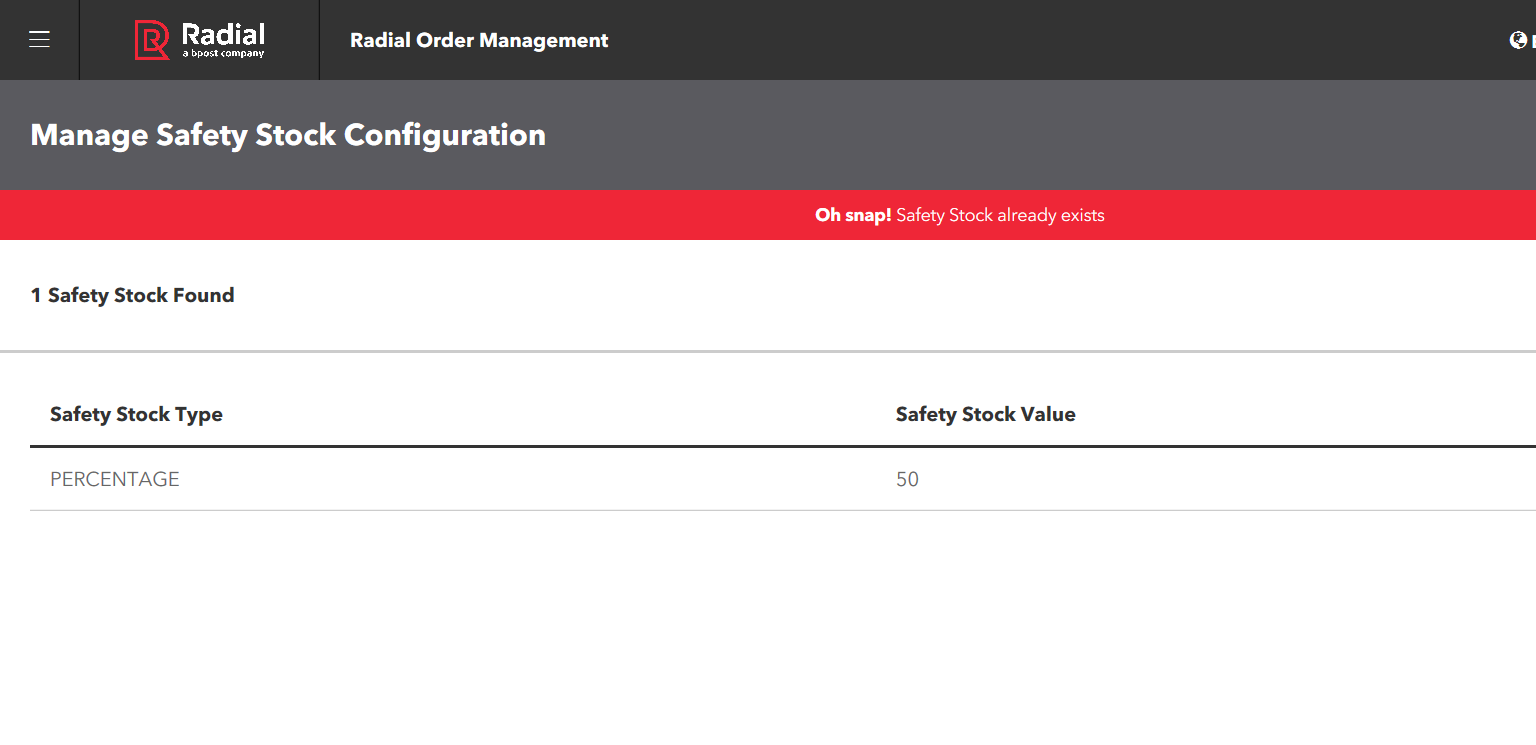 Radial
a bpost company
Radial Order Management
Manage Safety Stock Configuration
Oh snap! Safety Stock already exists
1 Safety Stock Found
Safety Stock Type Safety Stock Value
PERCENTAGE 50